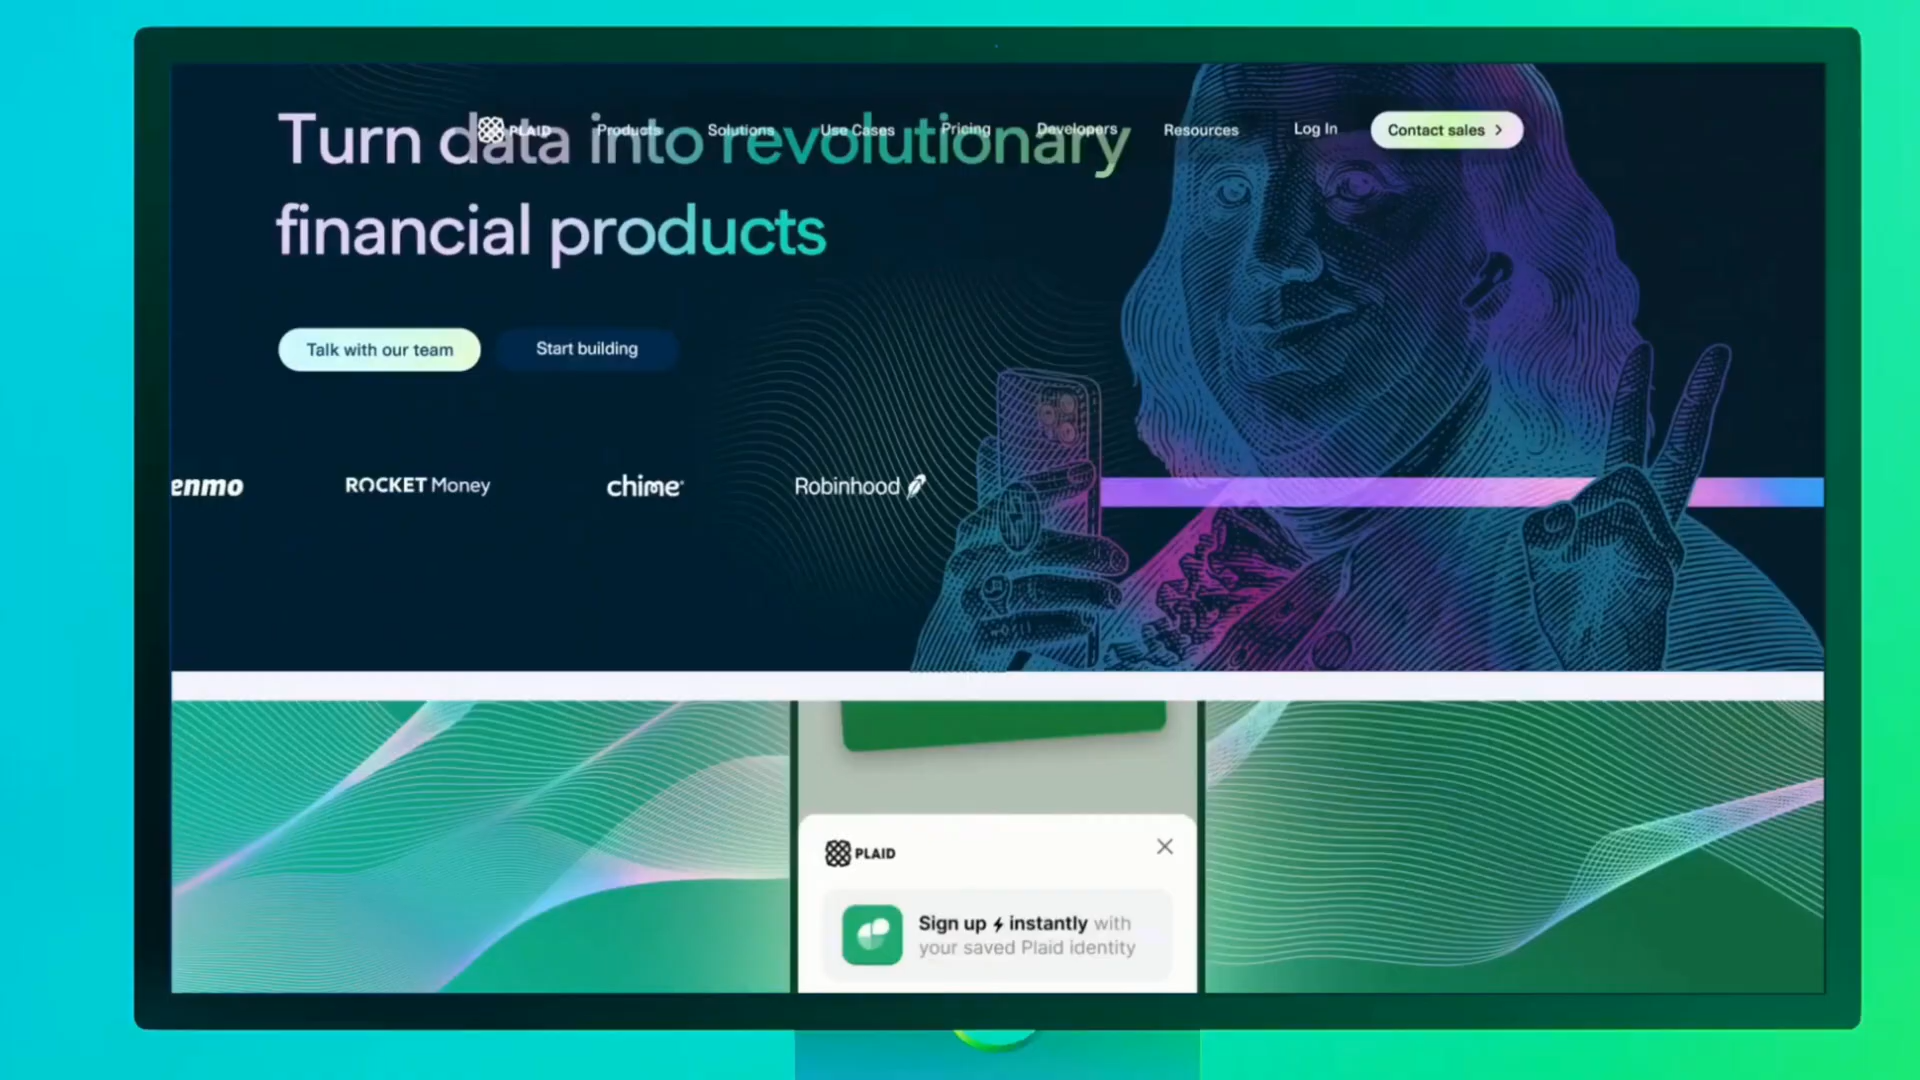 PLAID Products Solutions Use Cases Pricing Developers Resources Log In Contact sales
Turn data into revolutionary
financial products
Talk with our team Start building
enmo ROCKET Money chime Robinhood
PLAID
Sign up instantly with
your saved Plaid identity